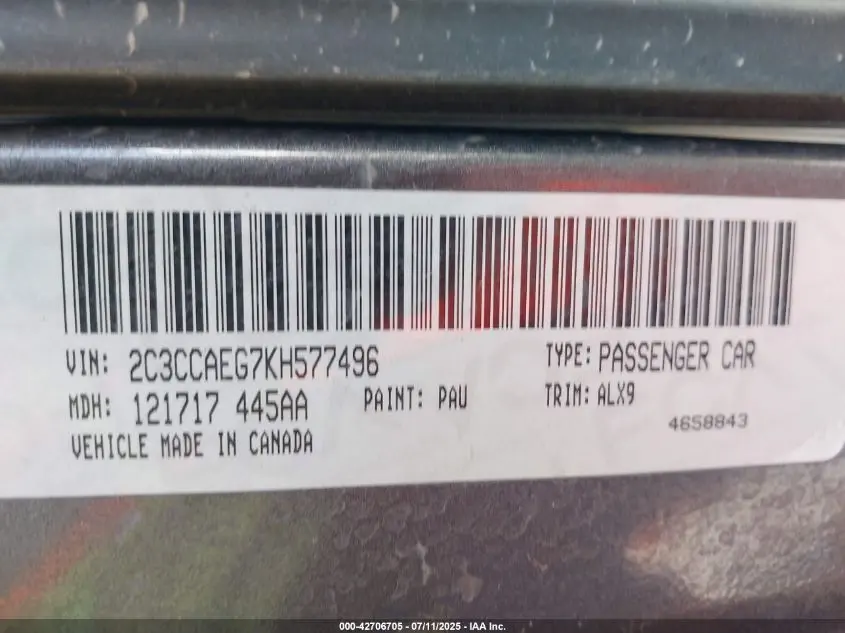 VIN: 2C3CCAEG7KH577496 TYPE: PASSENGER CAR
MDH: 121717 445AA PAINT: PAU TRIM: ALX9
VEHICLE MADE IN CANADA 4658843
000-42706705 - 07/11/2025 - IAA Inc.